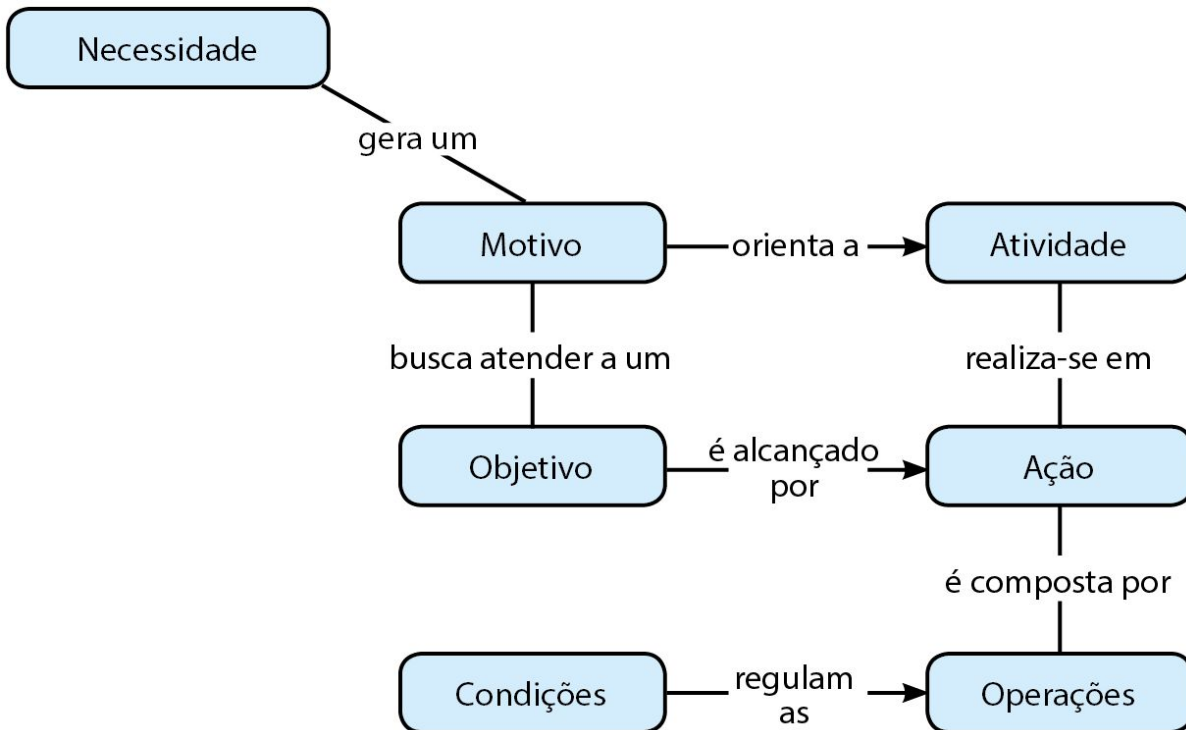 Necessidade
gera um
Motivo
orienta a
Atividade
busca atender a um
realiza-se em
Objetivo
é alcançado
por
Ação
é composta por
Condições
regulam
as
Operações